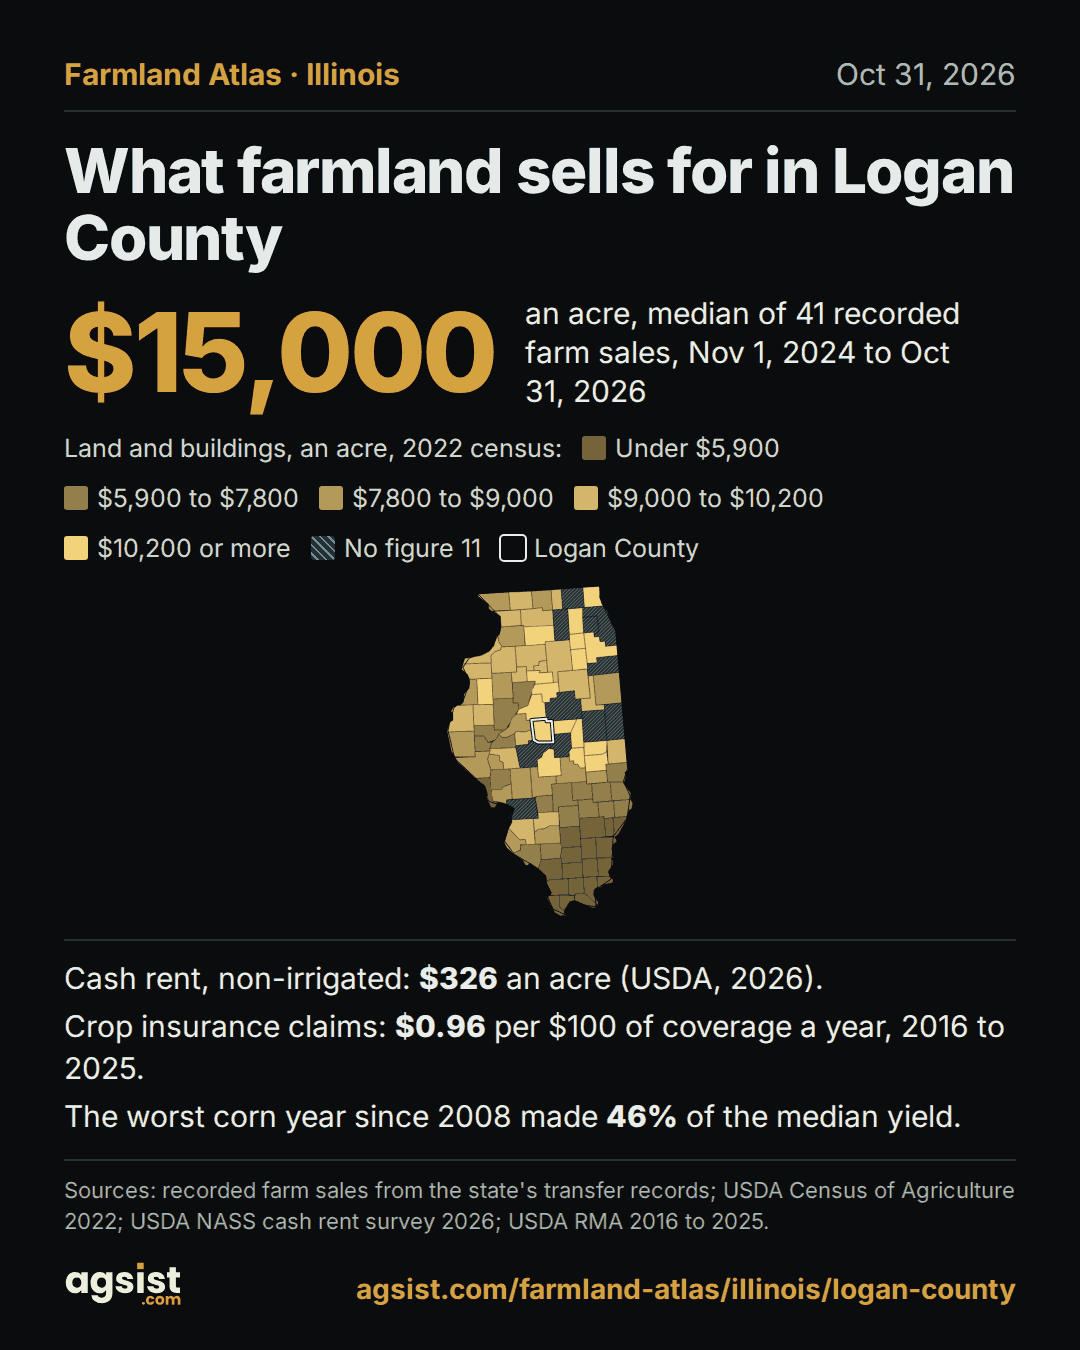 Farmland Atlas · Illinois
Oct 31, 2026
What farmland sells for in Logan
County
$15,000
an acre, median of 41 recorded
farm sales, Nov 1, 2024 to Oct
31, 2026
Land and buildings, an acre, 2022 census: Under $5,900
$5,900 to $7,800 $7,800 to $9,000 $9,000 to $10,200
$10,200 or more No figure 11 Logan County
Cash rent, non-irrigated: $326 an acre (USDA, 2026).
Crop insurance claims: $0.96 per $100 of coverage a year, 2016 to
2025.
The worst corn year since 2008 made 46% of the median yield.
Sources: recorded farm sales from the state's transfer records; USDA Census of Agriculture
2022; USDA NASS cash rent survey 2026; USDA RMA 2016 to 2025.
agsist
.com
agsist.com/farmland-atlas/illinois/logan-county